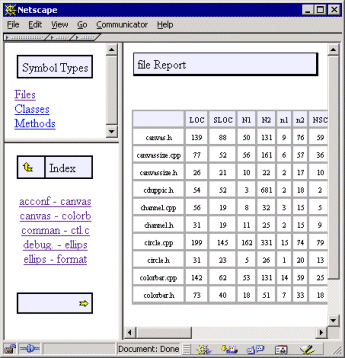 Netscape
File Edit View Go Communicator Help
Symbol Types
Files
Classes
Methods
Index
acconf - canvas
canvas - colorb
comman - ctl.c
debug. - ellips
ellips - format
file Report
LOC SLOC N1 N2 n1 n2 NSC
canvas.h 139 88 50 131 9 76 59
canvassize.cpp 77 52 56 161 6 57 36
canvassize.h 26 21 10 22 2 17 10
cduppic.h 54 52 3 681 2 18 2
channel.cpp 56 19 8 32 3 15 5
channel.h 31 19 11 25 2 15 9
circle.cpp 199 145 162 331 15 74 79
circle.h 31 23 5 26 1 20 13
colorbar.cpp 142 62 53 131 14 59 25
colorbar.h 73 40 18 51 7 33 18
Document: Done